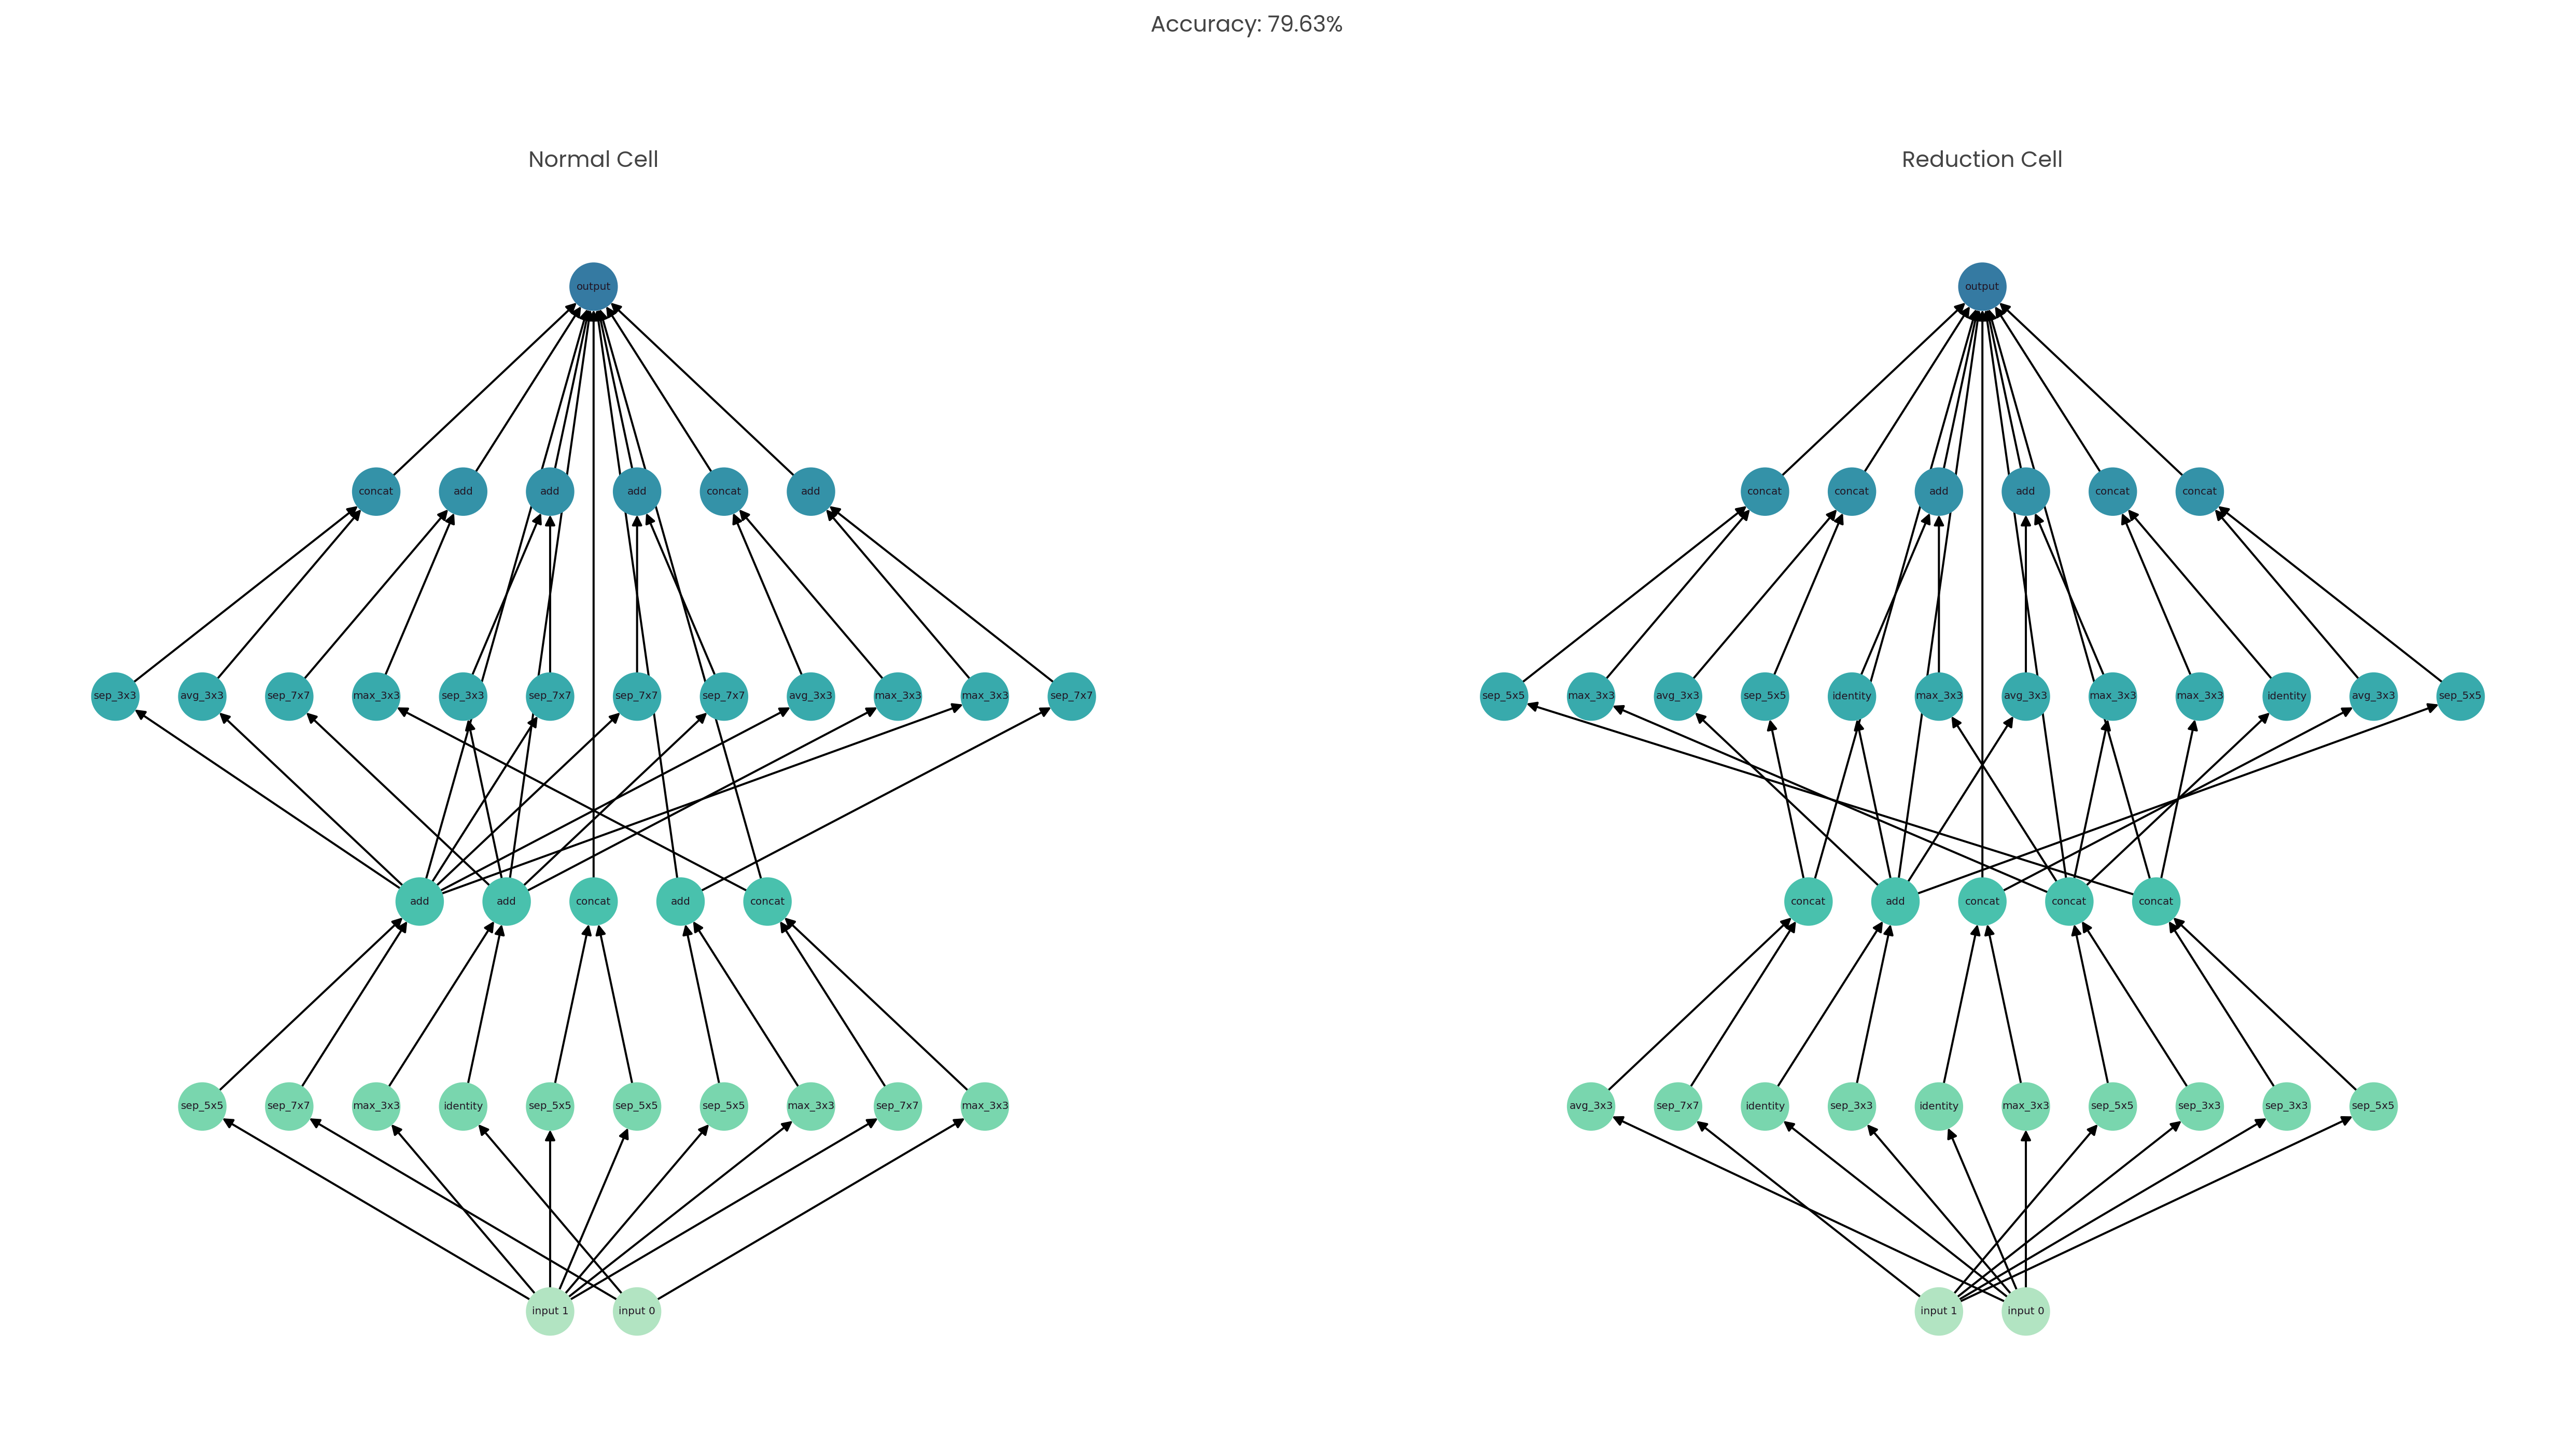 Accuracy: 79.63%
Normal Cell
Reduction Cell
output
output
concat add add add concat add
concat concat add add concat concat
sep_3x3 avg_3x3 sep_7x7 max_3x3 sep_3x3 sep_7x7 sep_7x7 sep_7x7 avg_3x3 max_3x3 max_3x3 sep_7x7
sep_5x5 max_3x3 avg_3x3 sep_5x5 identity max_3x3 avg_3x3 max_3x3 max_3x3 identity avg_3x3 sep_5x5
add add concat add concat
concat add concat concat concat
sep_5x5 sep_7x7 max_3x3 identity sep_5x5 sep_5x5 sep_5x5 max_3x3 sep_7x7 max_3x3
avg_3x3 sep_7x7 identity sep_3x3 identity max_3x3 sep_5x5 sep_3x3 sep_3x3 sep_5x5
input 1 input 0
input 1 input 0